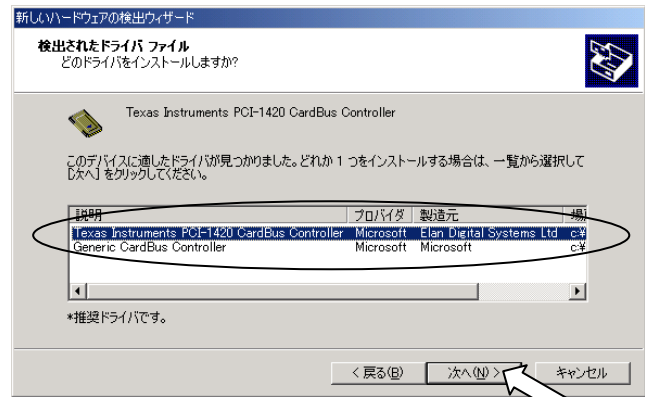 新しいハードウェアの検出ウィザード
検出されたドライバ ファイル
どのドライバをインストールしますか?
Texas Instruments PCI-1420 CardBus Controller
このデバイスに適したドライバが見つかりました。どれか 1 つをインストールする場合は、一覧から選択して
[次へ] をクリックしてください。
説明 プロバイダ 製造元 場
Texas Instruments PCI-1420 CardBus Controller Microsoft Elan Digital Systems Ltd c:¥
Generic CardBus Controller Microsoft Microsoft c:¥
*推奨ドライバです。
< 戻る(B) 次へ(N) > キャンセル